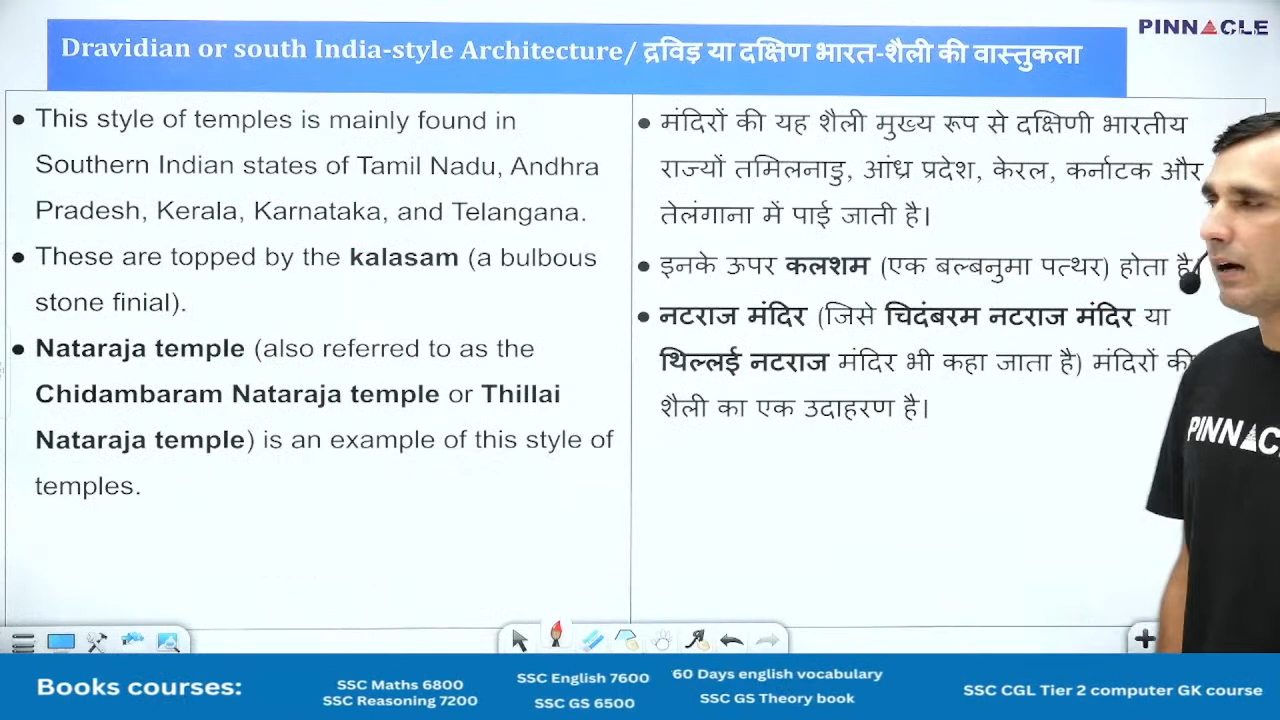 PINNACLE
Dravidian or south India-style Architecture/ द्रविड़ या दक्षिण भारत-शैली की वास्तुकला
● This style of temples is mainly found in
Southern Indian states of Tamil Nadu, Andhra
Pradesh, Kerala, Karnataka, and Telangana.
● These are topped by the kalasam (a bulbous
stone finial).
● Nataraja temple (also referred to as the
Chidambaram Nataraja temple or Thillai
Nataraja temple) is an example of this style of
temples.
● मंदिरों की यह शैली मुख्य रूप से दक्षिणी भारतीय
राज्यों तमिलनाडु, आंध्र प्रदेश, केरल, कर्नाटक और
तेलंगाना में पाई जाती है।
● इनके ऊपर कलशम (एक बल्बनुमा पत्थर) होता है
● नटराज मंदिर (जिसे चिदंबरम नटराज मंदिर या
थिल्लई नटराज मंदिर भी कहा जाता है) मंदिरों की
शैली का एक उदाहरण है।
PINNAC
Books courses:
SSC Maths 6800
SSC Reasoning 7200
SSC English 7600
SSC GS 6500
60 Days english vocabulary
SSC GS Theory book
SSC CGL Tier 2 computer GK course